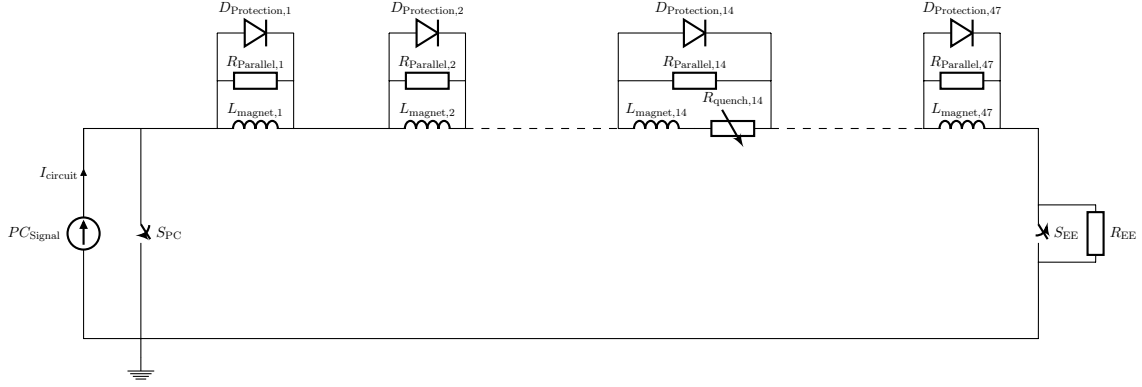 D_Protection,1
D_Protection,2
D_Protection,14
D_Protection,47
R_Parallel,1
R_Parallel,2
R_Parallel,14
R_Parallel,47
L_magnet,1
L_magnet,2
L_magnet,14
R_quench,14
L_magnet,47
I_circuit
PC_Signal
S_PC
S_EE
R_EE